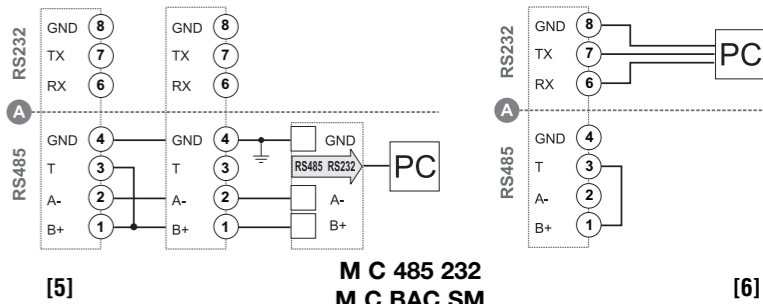 RS232
GND 8
TX 7
RX 6
GND 8
TX 7
RX 6
A
RS485
GND 4
T 3
A- 2
B+ 1
GND 4
T 3
A- 2
B+ 1
GND
RS485 RS232
A-
B+
PC
[5]
M C 485 232
M C BAC SM
RS232
GND 8
TX 7
RX 6
PC
A
RS485
GND 4
T 3
A- 2
B+ 1
[6]